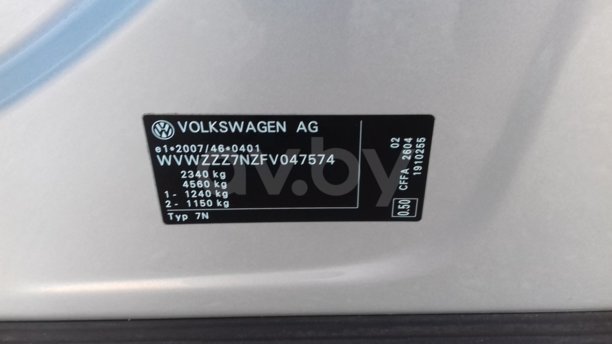 VOLKSWAGEN AG
e1*2007/46*0401
WVWZZZ7NZFV047574
2340 kg
4560 kg
1 - 1240 kg
2 - 1150 kg
Typ 7N
0.50
CFFA 2604 02
1910255
av.by